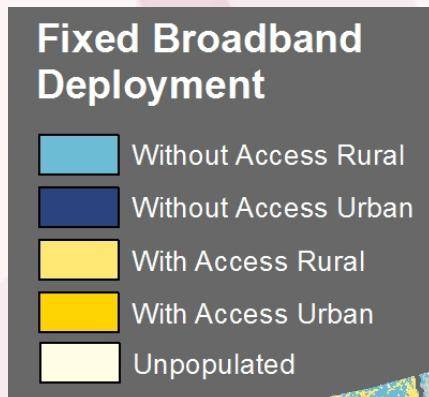 Fixed Broadband
Deployment
Without Access Rural
Without Access Urban
With Access Rural
With Access Urban
Unpopulated